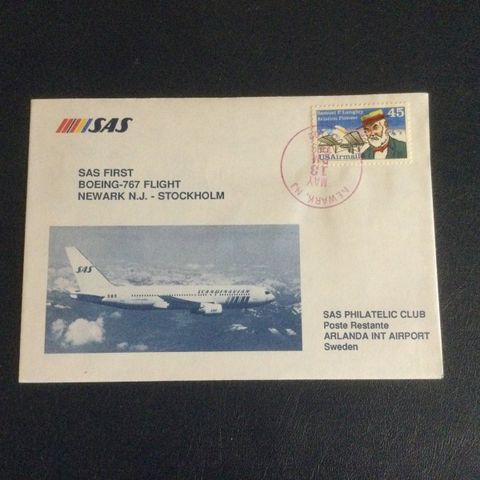 SAS
Samuel P. Langley
Aviation Pioneer
45
USAirmail
NEWARK, NJ
MAY
13
SAS FIRST
BOEING-767 FLIGHT
NEWARK N.J. - STOCKHOLM
SAS
SCANDINAVIAN
SAS PHILATELIC CLUB
Poste Restante
ARLANDA INT AIRPORT
Sweden